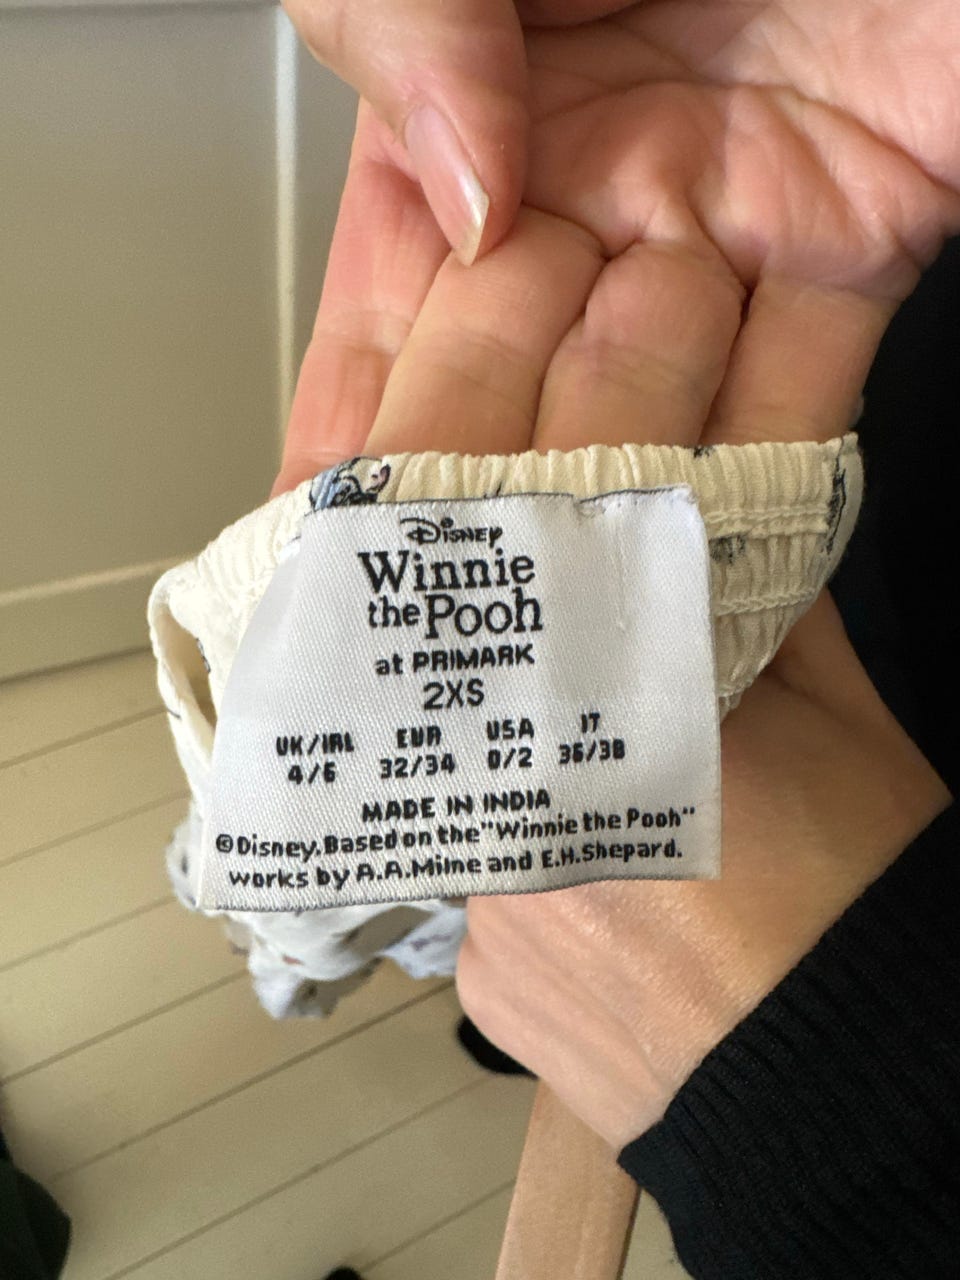 Disney
Winnie
the Pooh
at PRIMARK
2XS
UK/IRL EUR USA IT
4/6 32/34 0/2 36/38
MADE IN INDIA
©Disney.Based on the"Winnie the Pooh"
works by A.A.Milne and E.H.Shepard.